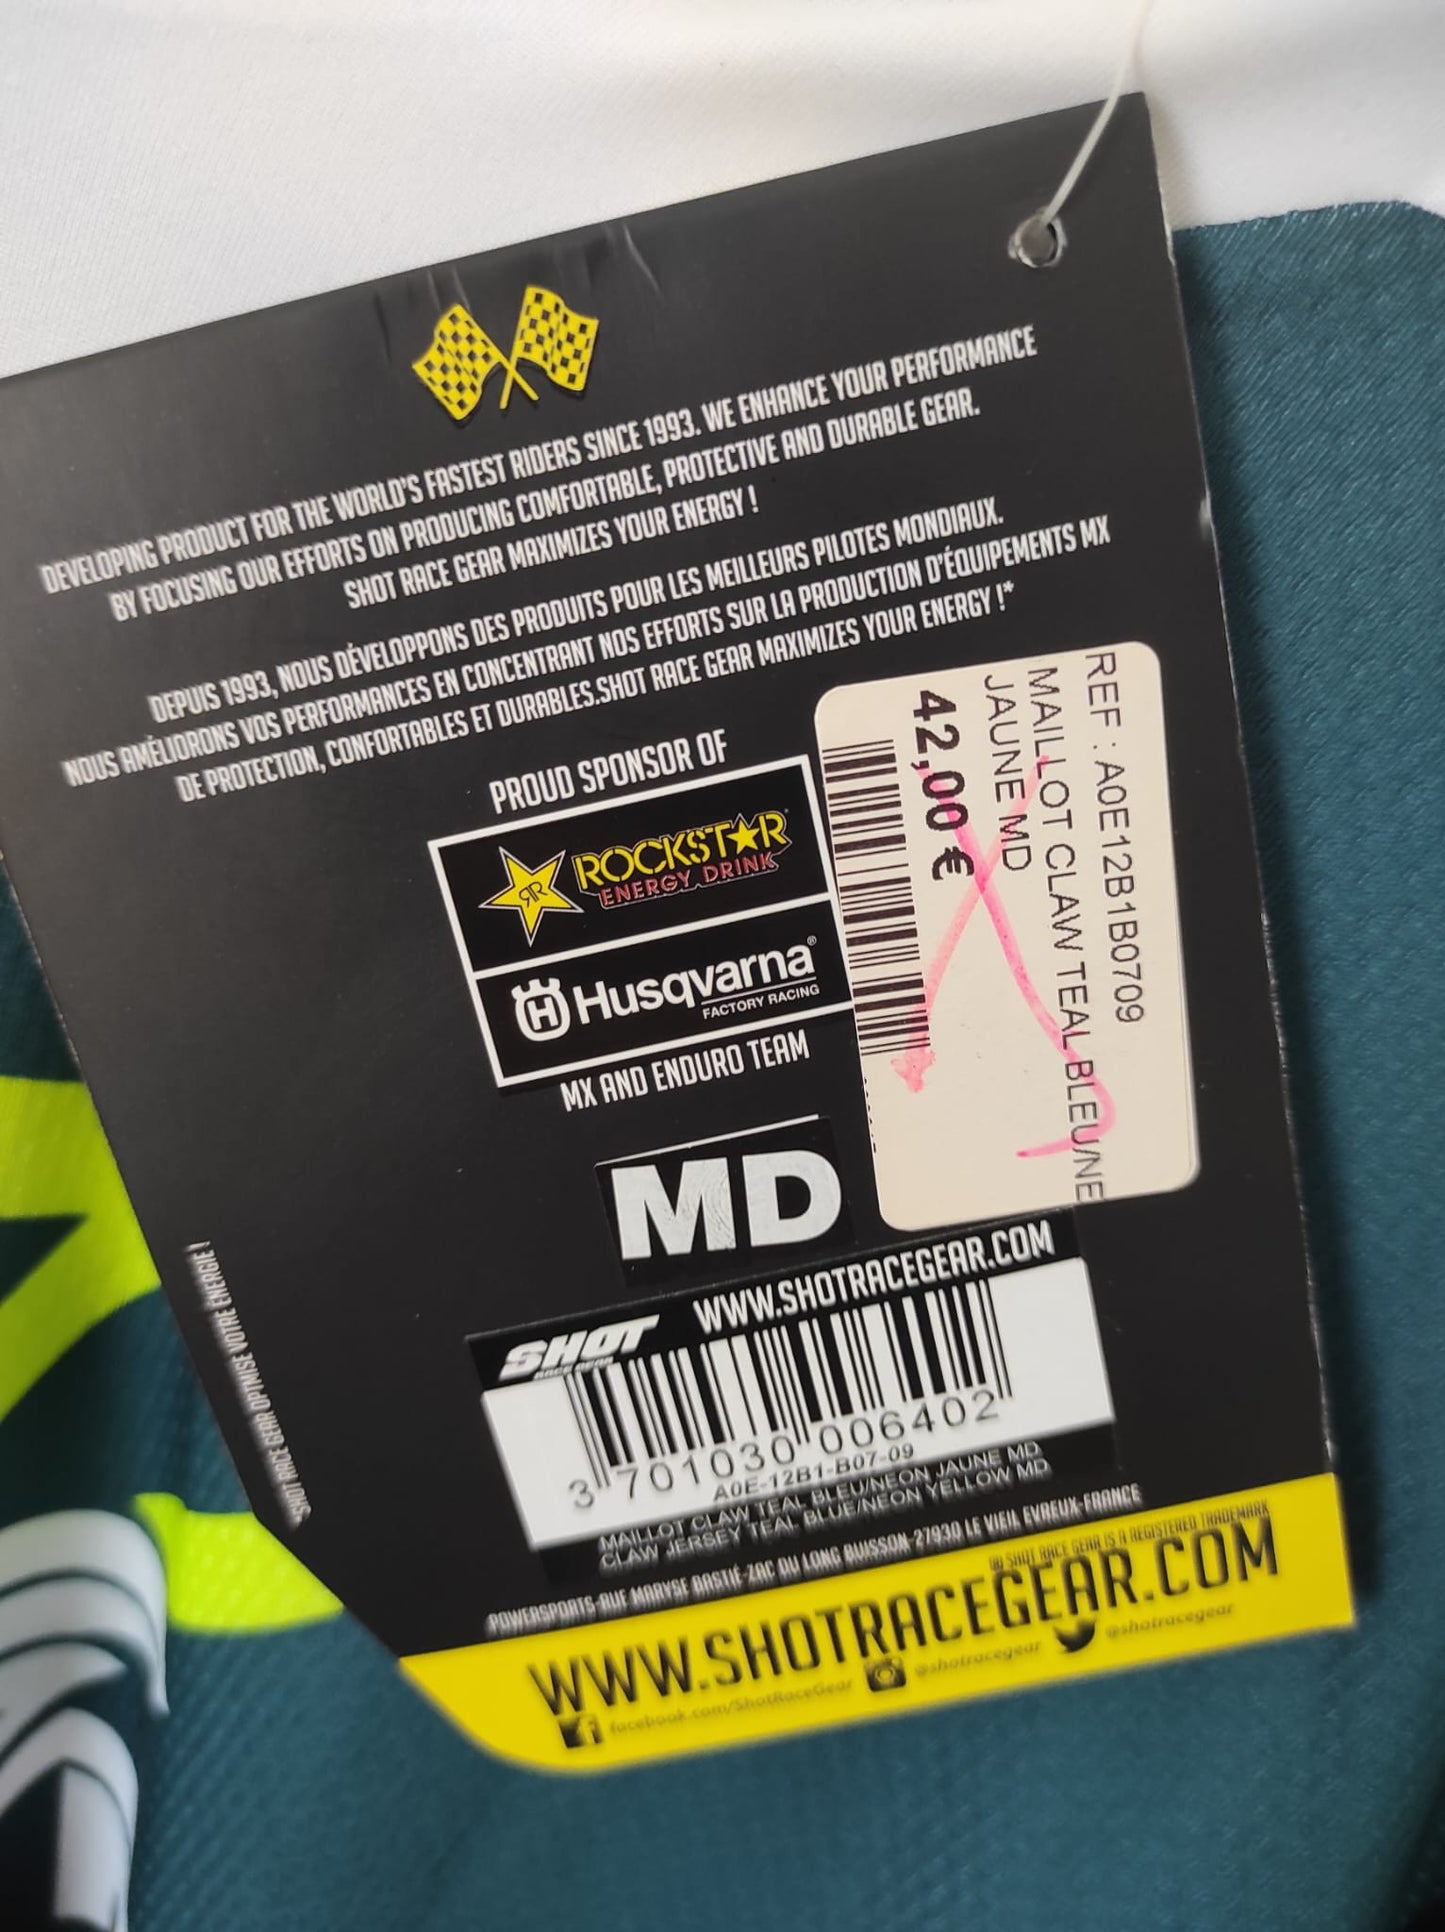 DEVELOPING PRODUCT FOR THE WORLD'S FASTEST RIDERS SINCE 1993. WE ENHANCE YOUR PERFORMANCE
BY FOCUSING OUR EFFORTS ON PRODUCING COMFORTABLE, PROTECTIVE AND DURABLE GEAR.
SHOT RACE GEAR MAXIMIZES YOUR ENERGY !
DEPUIS 1993, NOUS DÉVELOPPONS DES PRODUITS POUR LES MEILLEURS PILOTES MONDIAUX.
NOUS AMÉLIORONS VOS PERFORMANCES EN CONCENTRANT NOS EFFORTS SUR LA PRODUCTION D'ÉQUIPEMENTS MX
DE PROTECTION, CONFORTABLES ET DURABLES.SHOT RACE GEAR MAXIMIZES YOUR ENERGY !*
PROUD SPONSOR OF
ROCKSTAR
ENERGY DRINK
Husqvarna®
FACTORY RACING
MX AND ENDURO TEAM
REF : A0E12B1B0709
MAILLOT CLAW TEAL BLEU/NE
JAUNE MD
42,00 €
MD
*SHOT RACE GEAR OPTMISE VOTRE ÉNERGIE !
WWW.SHOTRACEGEAR.COM
SHOT
RACE GEAR
3 701030 006402
A0E-12B1-B07-09
MAILLOT CLAW TEAL BLEU/NEON JAUNE MD
CLAW JERSEY TEAL BLUE/NEON YELLOW MD
POWERSPORTS-RUE MARYSE BASTIÉ-ZAC DU LONG BUISSON-27930 LE VIEIL EVREUX-FRANCE
SHOT RACE GEAR IS A REGISTERED TRADEMARK
WWW.SHOTRACEGEAR.COM
facebook.com/ShotRaceGear @shotracegear @shotracegear